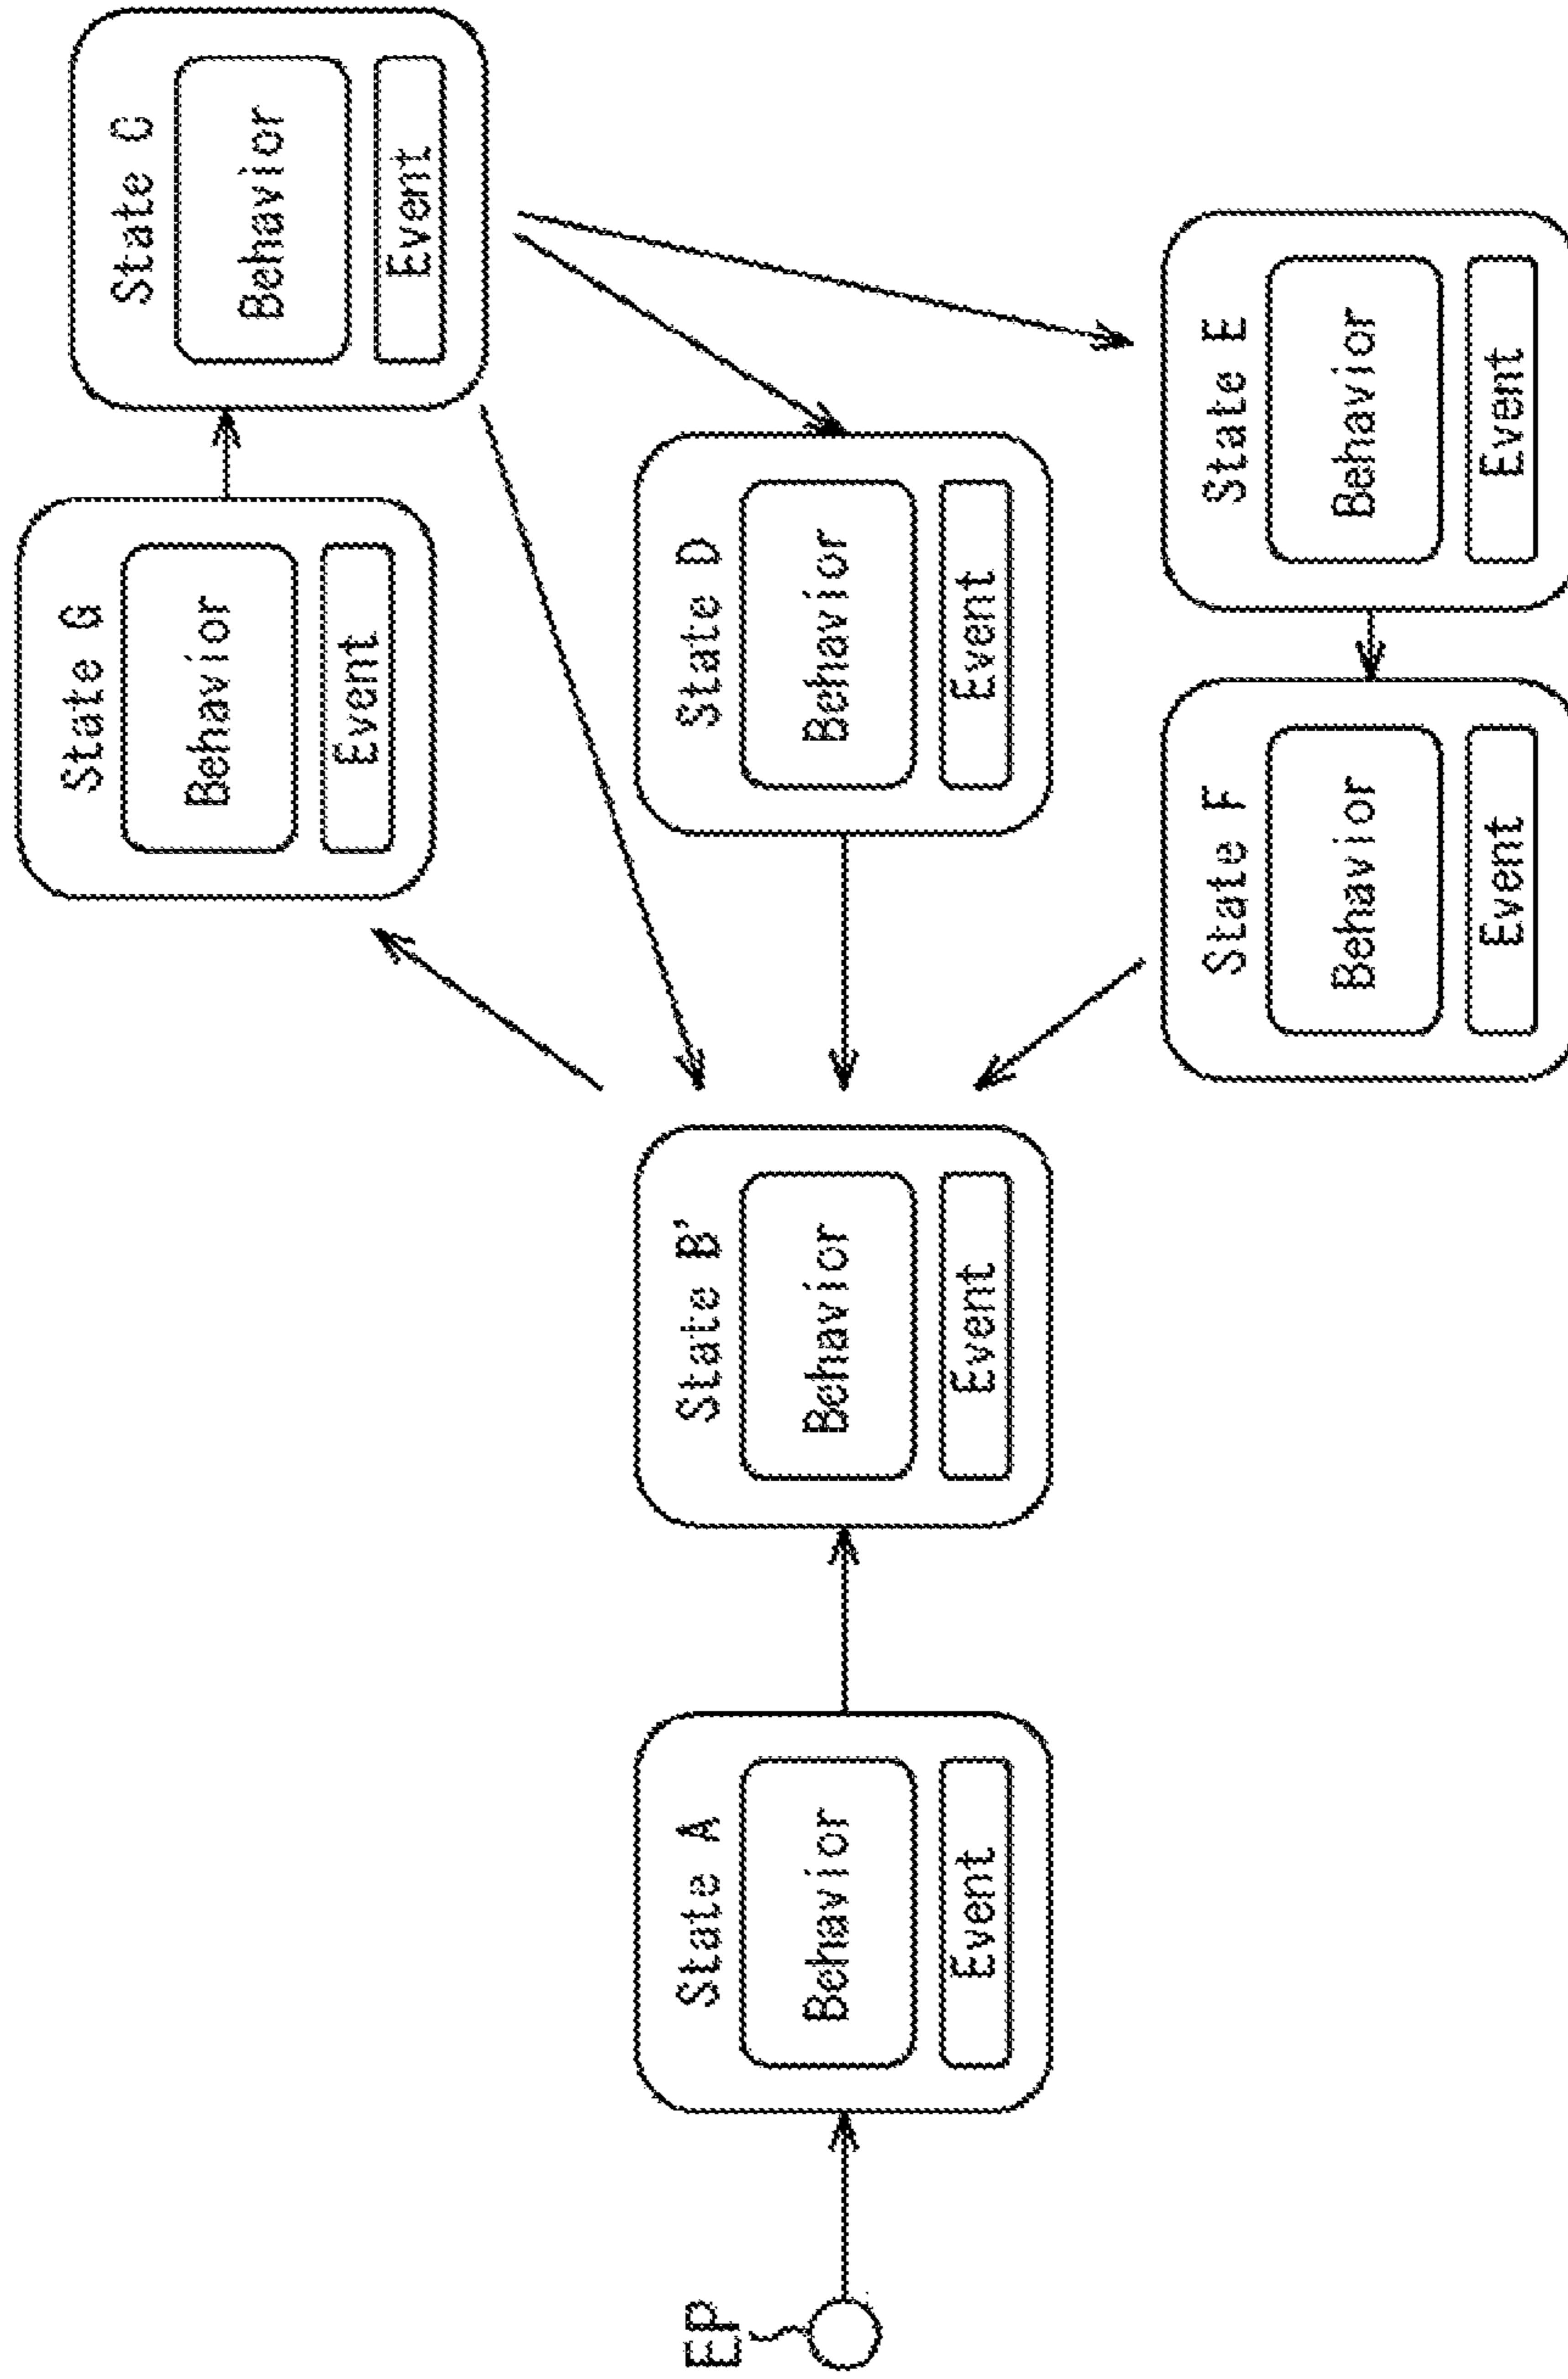 State G
Behavior
Event
State C
Behavior
Event
EP
State A
Behavior
Event
State B'
Behavior
Event
State D
Behavior
Event
State F
Behavior
Event
State E
Behavior
Event